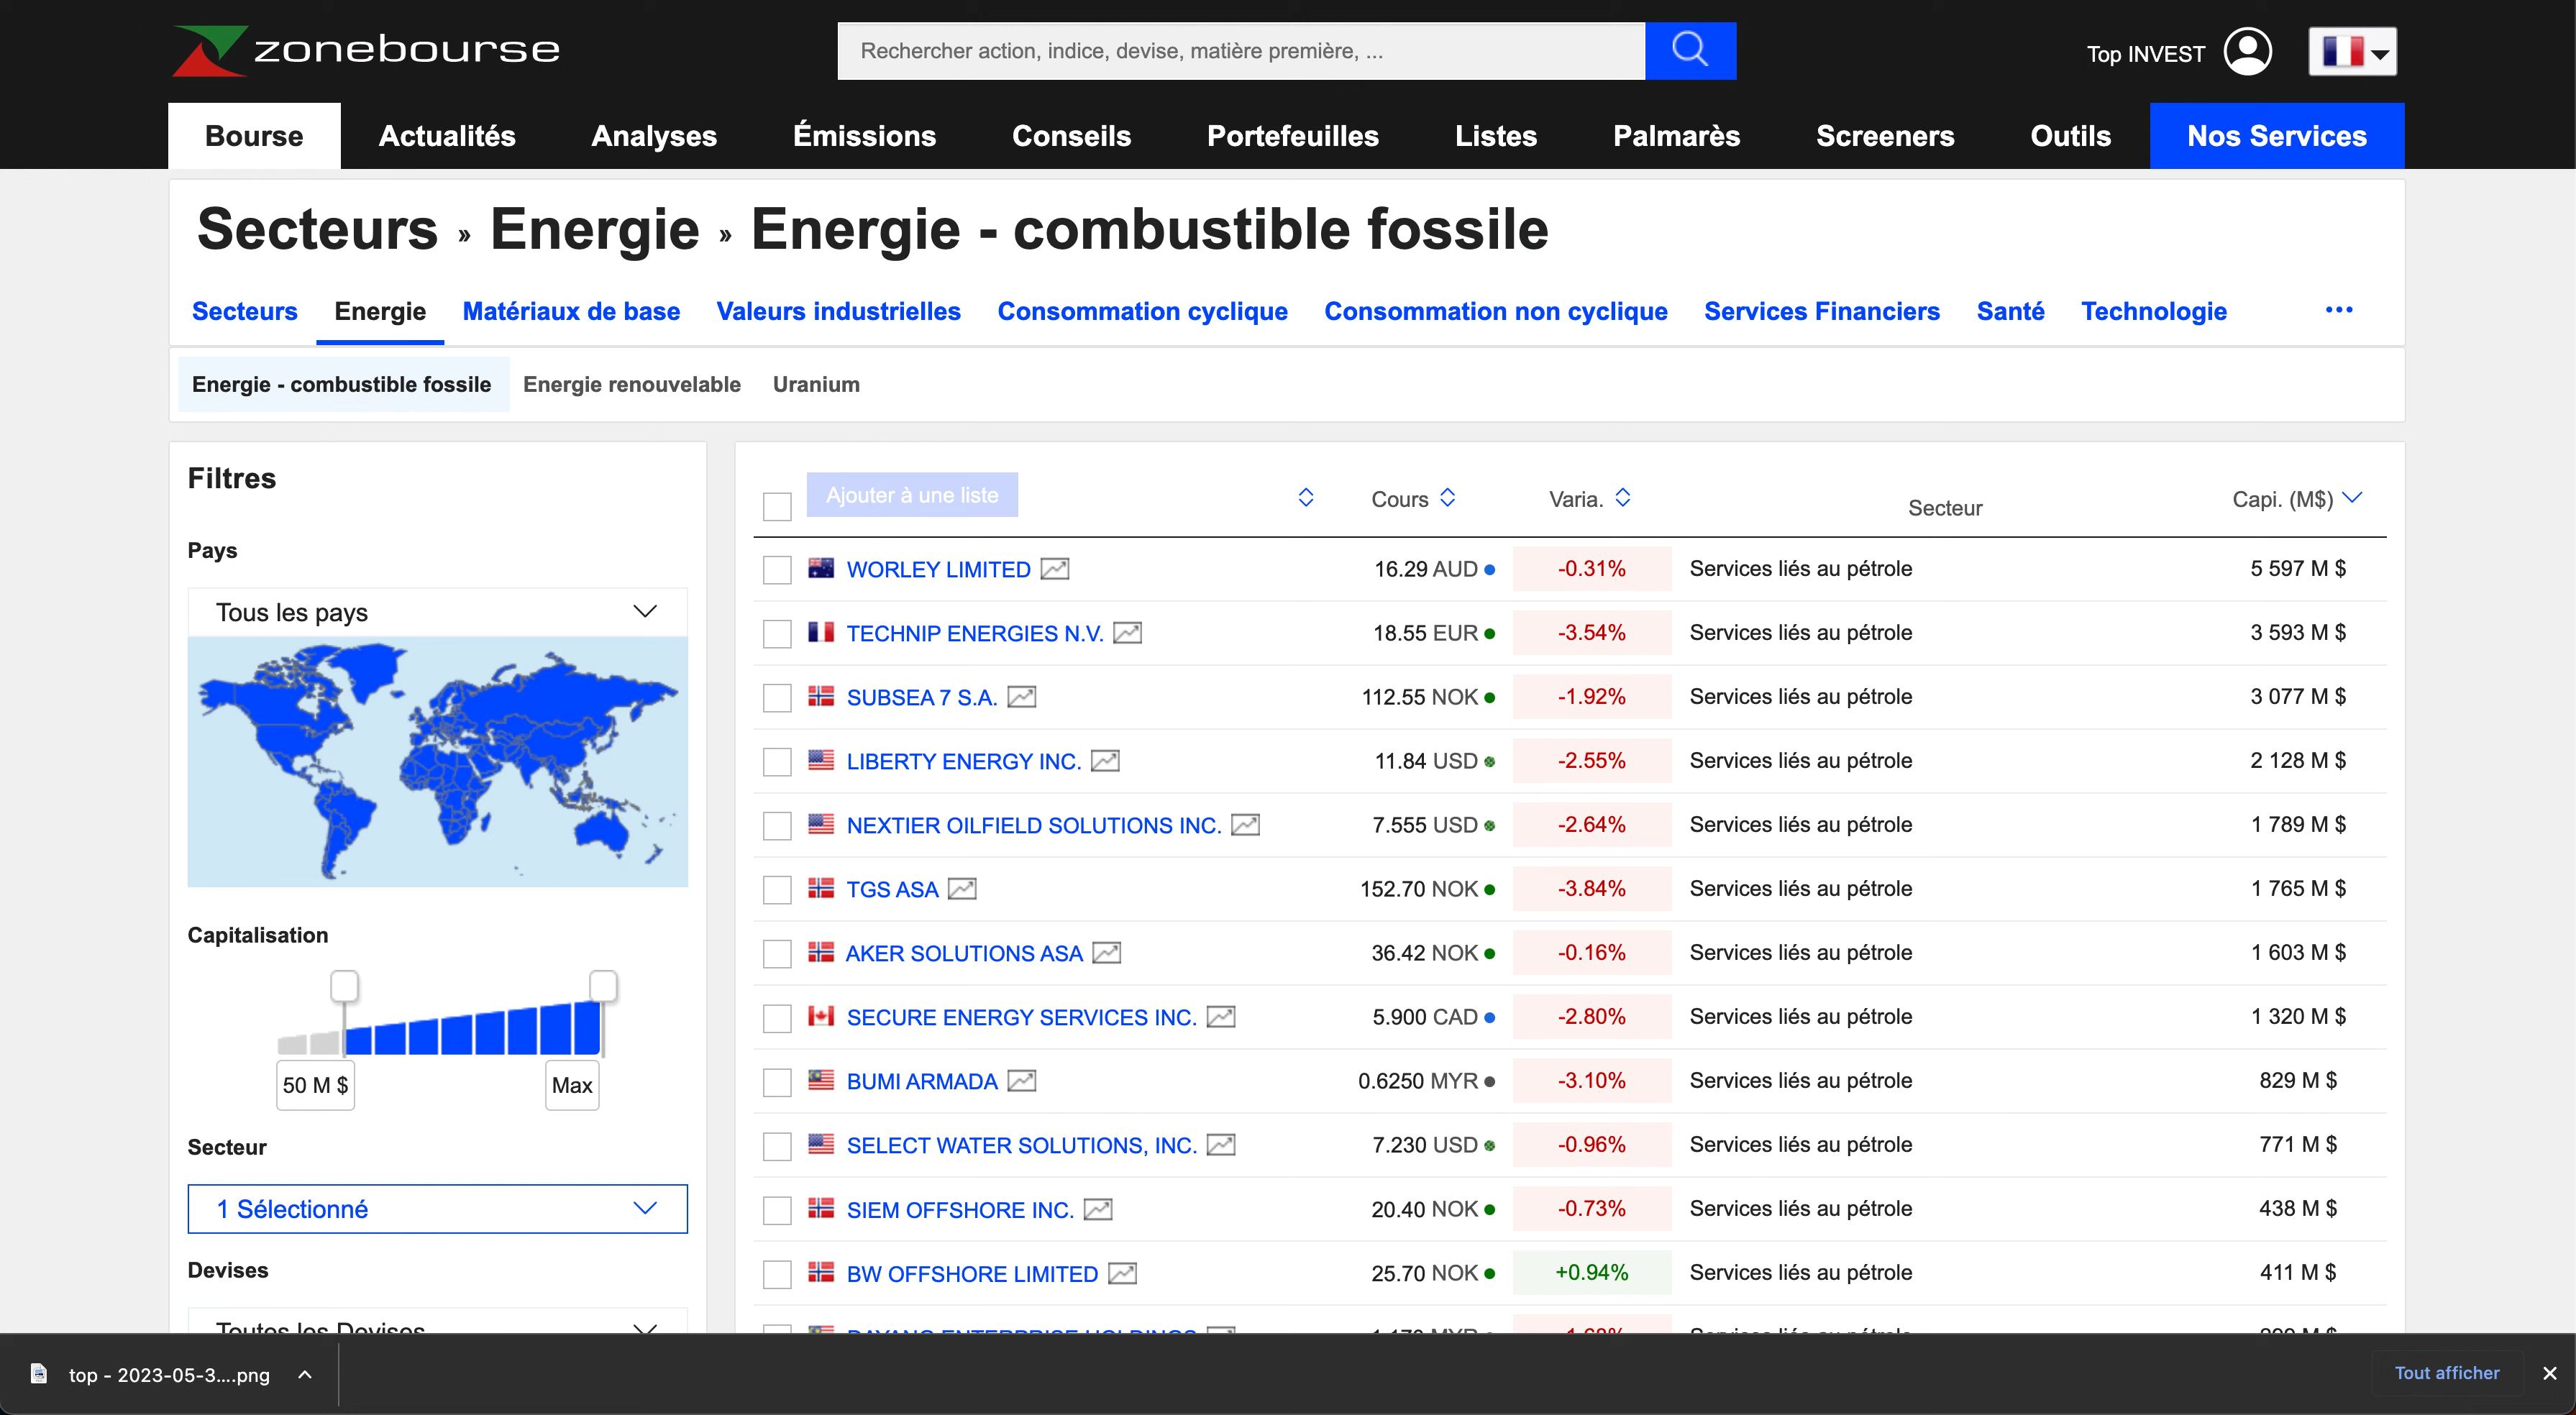 zonebourse
Rechercher action, indice, devise, matière première, ...
Top INVEST
Bourse Actualités Analyses Émissions Conseils Portefeuilles Listes Palmarès Screeners Outils Nos Services
Secteurs » Energie » Energie - combustible fossile
Secteurs Energie Matériaux de base Valeurs industrielles Consommation cyclique Consommation non cyclique Services Financiers Santé Technologie ...
Energie - combustible fossile Energie renouvelable Uranium
Filtres
Pays
Tous les pays
Capitalisation
50 M $ Max
Secteur
1 Sélectionné
Devises
Toutes les Devises
Ajouter à une liste Cours Varia. Secteur Capi. (M$)
WORLEY LIMITED 16.29 AUD -0.31% Services liés au pétrole 5 597 M $
TECHNIP ENERGIES N.V. 18.55 EUR -3.54% Services liés au pétrole 3 593 M $
SUBSEA 7 S.A. 112.55 NOK -1.92% Services liés au pétrole 3 077 M $
LIBERTY ENERGY INC. 11.84 USD -2.55% Services liés au pétrole 2 128 M $
NEXTIER OILFIELD SOLUTIONS INC. 7.555 USD -2.64% Services liés au pétrole 1 789 M $
TGS ASA 152.70 NOK -3.84% Services liés au pétrole 1 765 M $
AKER SOLUTIONS ASA 36.42 NOK -0.16% Services liés au pétrole 1 603 M $
SECURE ENERGY SERVICES INC. 5.900 CAD -2.80% Services liés au pétrole 1 320 M $
BUMI ARMADA 0.6250 MYR -3.10% Services liés au pétrole 829 M $
SELECT WATER SOLUTIONS, INC. 7.230 USD -0.96% Services liés au pétrole 771 M $
SIEM OFFSHORE INC. 20.40 NOK -0.73% Services liés au pétrole 438 M $
BW OFFSHORE LIMITED 25.70 NOK +0.94% Services liés au pétrole 411 M $
DAYANG ENTERPRISE HOLDINGS MYR Services liés au pétrole
top - 2023-05-3....png
Tout afficher